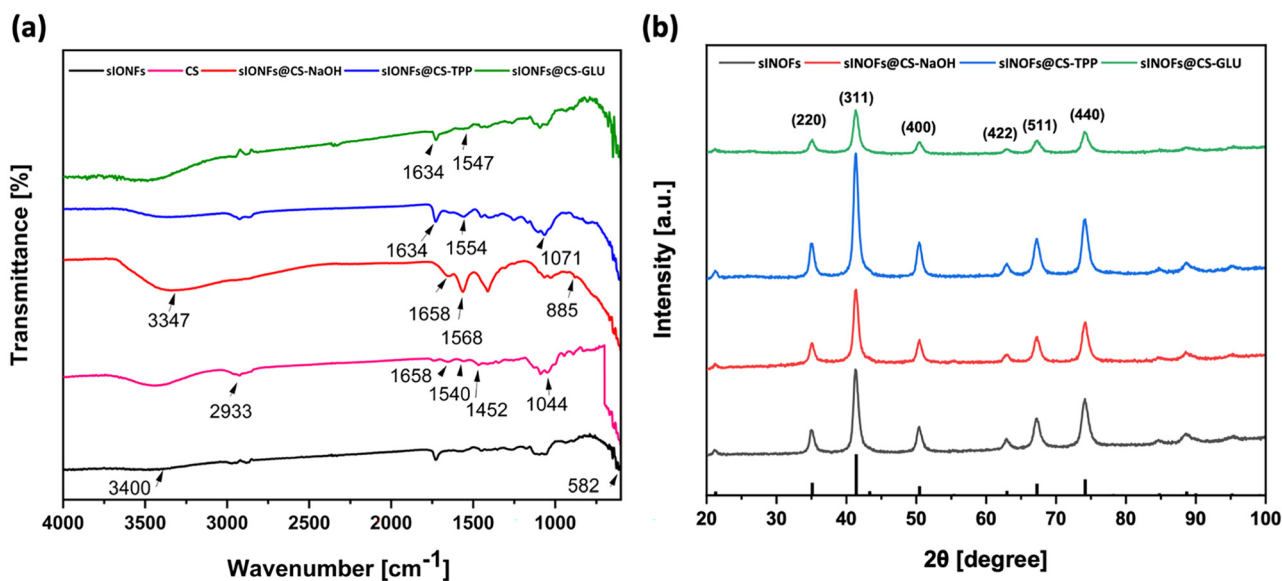 (a)
sIONFs CS sIONFs@CS-NaOH sIONFs@CS-TPP sIONFs@CS-GLU
1634
1547
1634
1554
1071
3347
1658
1568
885
2933
1658
1540
1452
1044
3400
582
4000 3500 3000 2500 2000 1500 1000
Wavenumber [cm-1)
Transmittance [%]
(b)
sINOFs sINOFs@CS-NaOH sINOFs@CS-TPP sINOFs@CS-GLU
(220)
(311)
(400)
(422)
(511)
(440)
20 30 40 50 60 70 80 90 100
2θ [degree]
Intensity [a.u.]